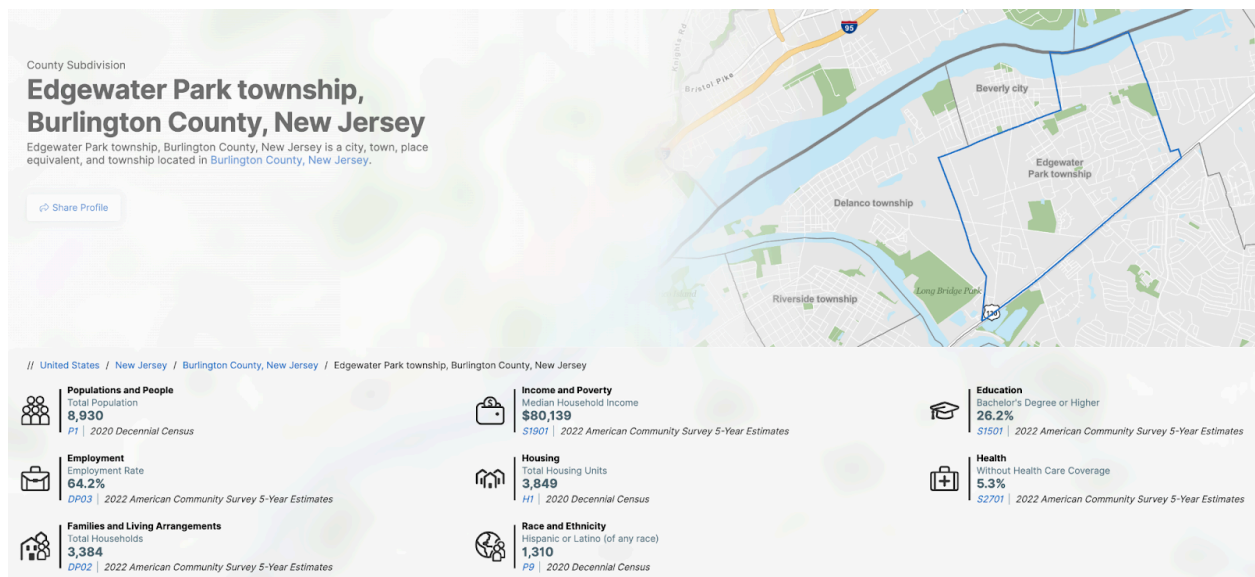 County Subdivision
Edgewater Park township,
Burlington County, New Jersey
Edgewater Park township, Burlington County, New Jersey is a city, town, place
equivalent, and township located in Burlington County, New Jersey.
Share Profile
95
Knights Rd
Bristol Pike
Beverly city
Edgewater
Park township
Delanco township
Long Bridge Park
Riverside township
130
// United States / New Jersey / Burlington County, New Jersey / Edgewater Park township, Burlington County, New Jersey
Populations and People
Total Population
8,930
P1 | 2020 Decennial Census
Income and Poverty
Median Household Income
$80,139
S1901 | 2022 American Community Survey 5-Year Estimates
Education
Bachelor's Degree or Higher
26.2%
S1501 | 2022 American Community Survey 5-Year Estimates
Employment
Employment Rate
64.2%
DP03 | 2022 American Community Survey 5-Year Estimates
Housing
Total Housing Units
3,849
H1 | 2020 Decennial Census
Health
Without Health Care Coverage
5.3%
S2701 | 2022 American Community Survey 5-Year Estimates
Families and Living Arrangements
Total Households
3,384
DP02 | 2022 American Community Survey 5-Year Estimates
Race and Ethnicity
Hispanic or Latino (of any race)
1,310
P9 | 2020 Decennial Census